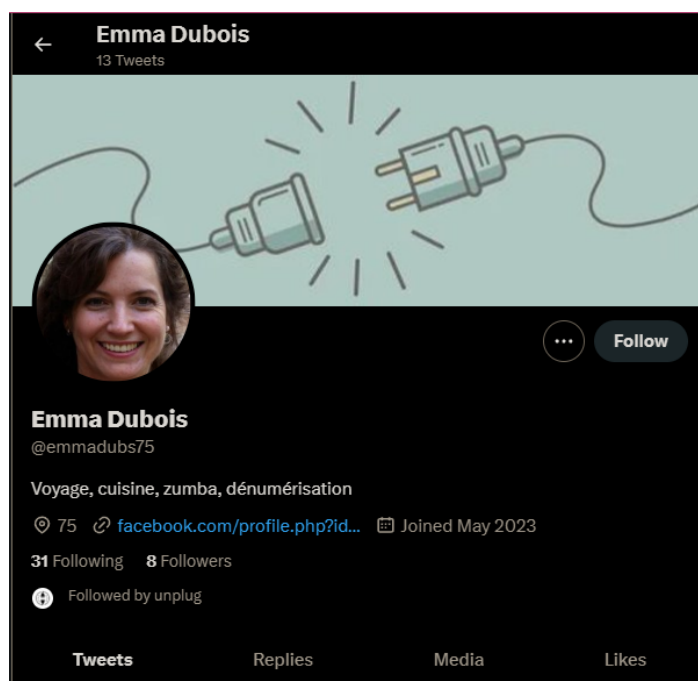 Emma Dubois
13 Tweets
Follow
Emma Dubois
@emmadubs75
Voyage, cuisine, zumba, dénumérisation
75 facebook.com/profile.php?id... Joined May 2023
31 Following 8 Followers
Followed by unplug
Tweets Replies Media Likes